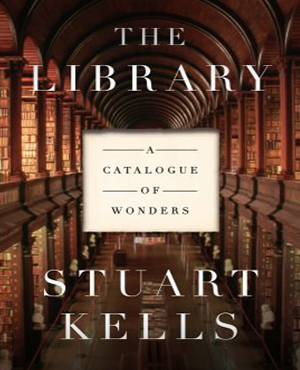 THE
LIBRARY
A
CATALOGUE
OF
WONDERS
STUART
KELLS